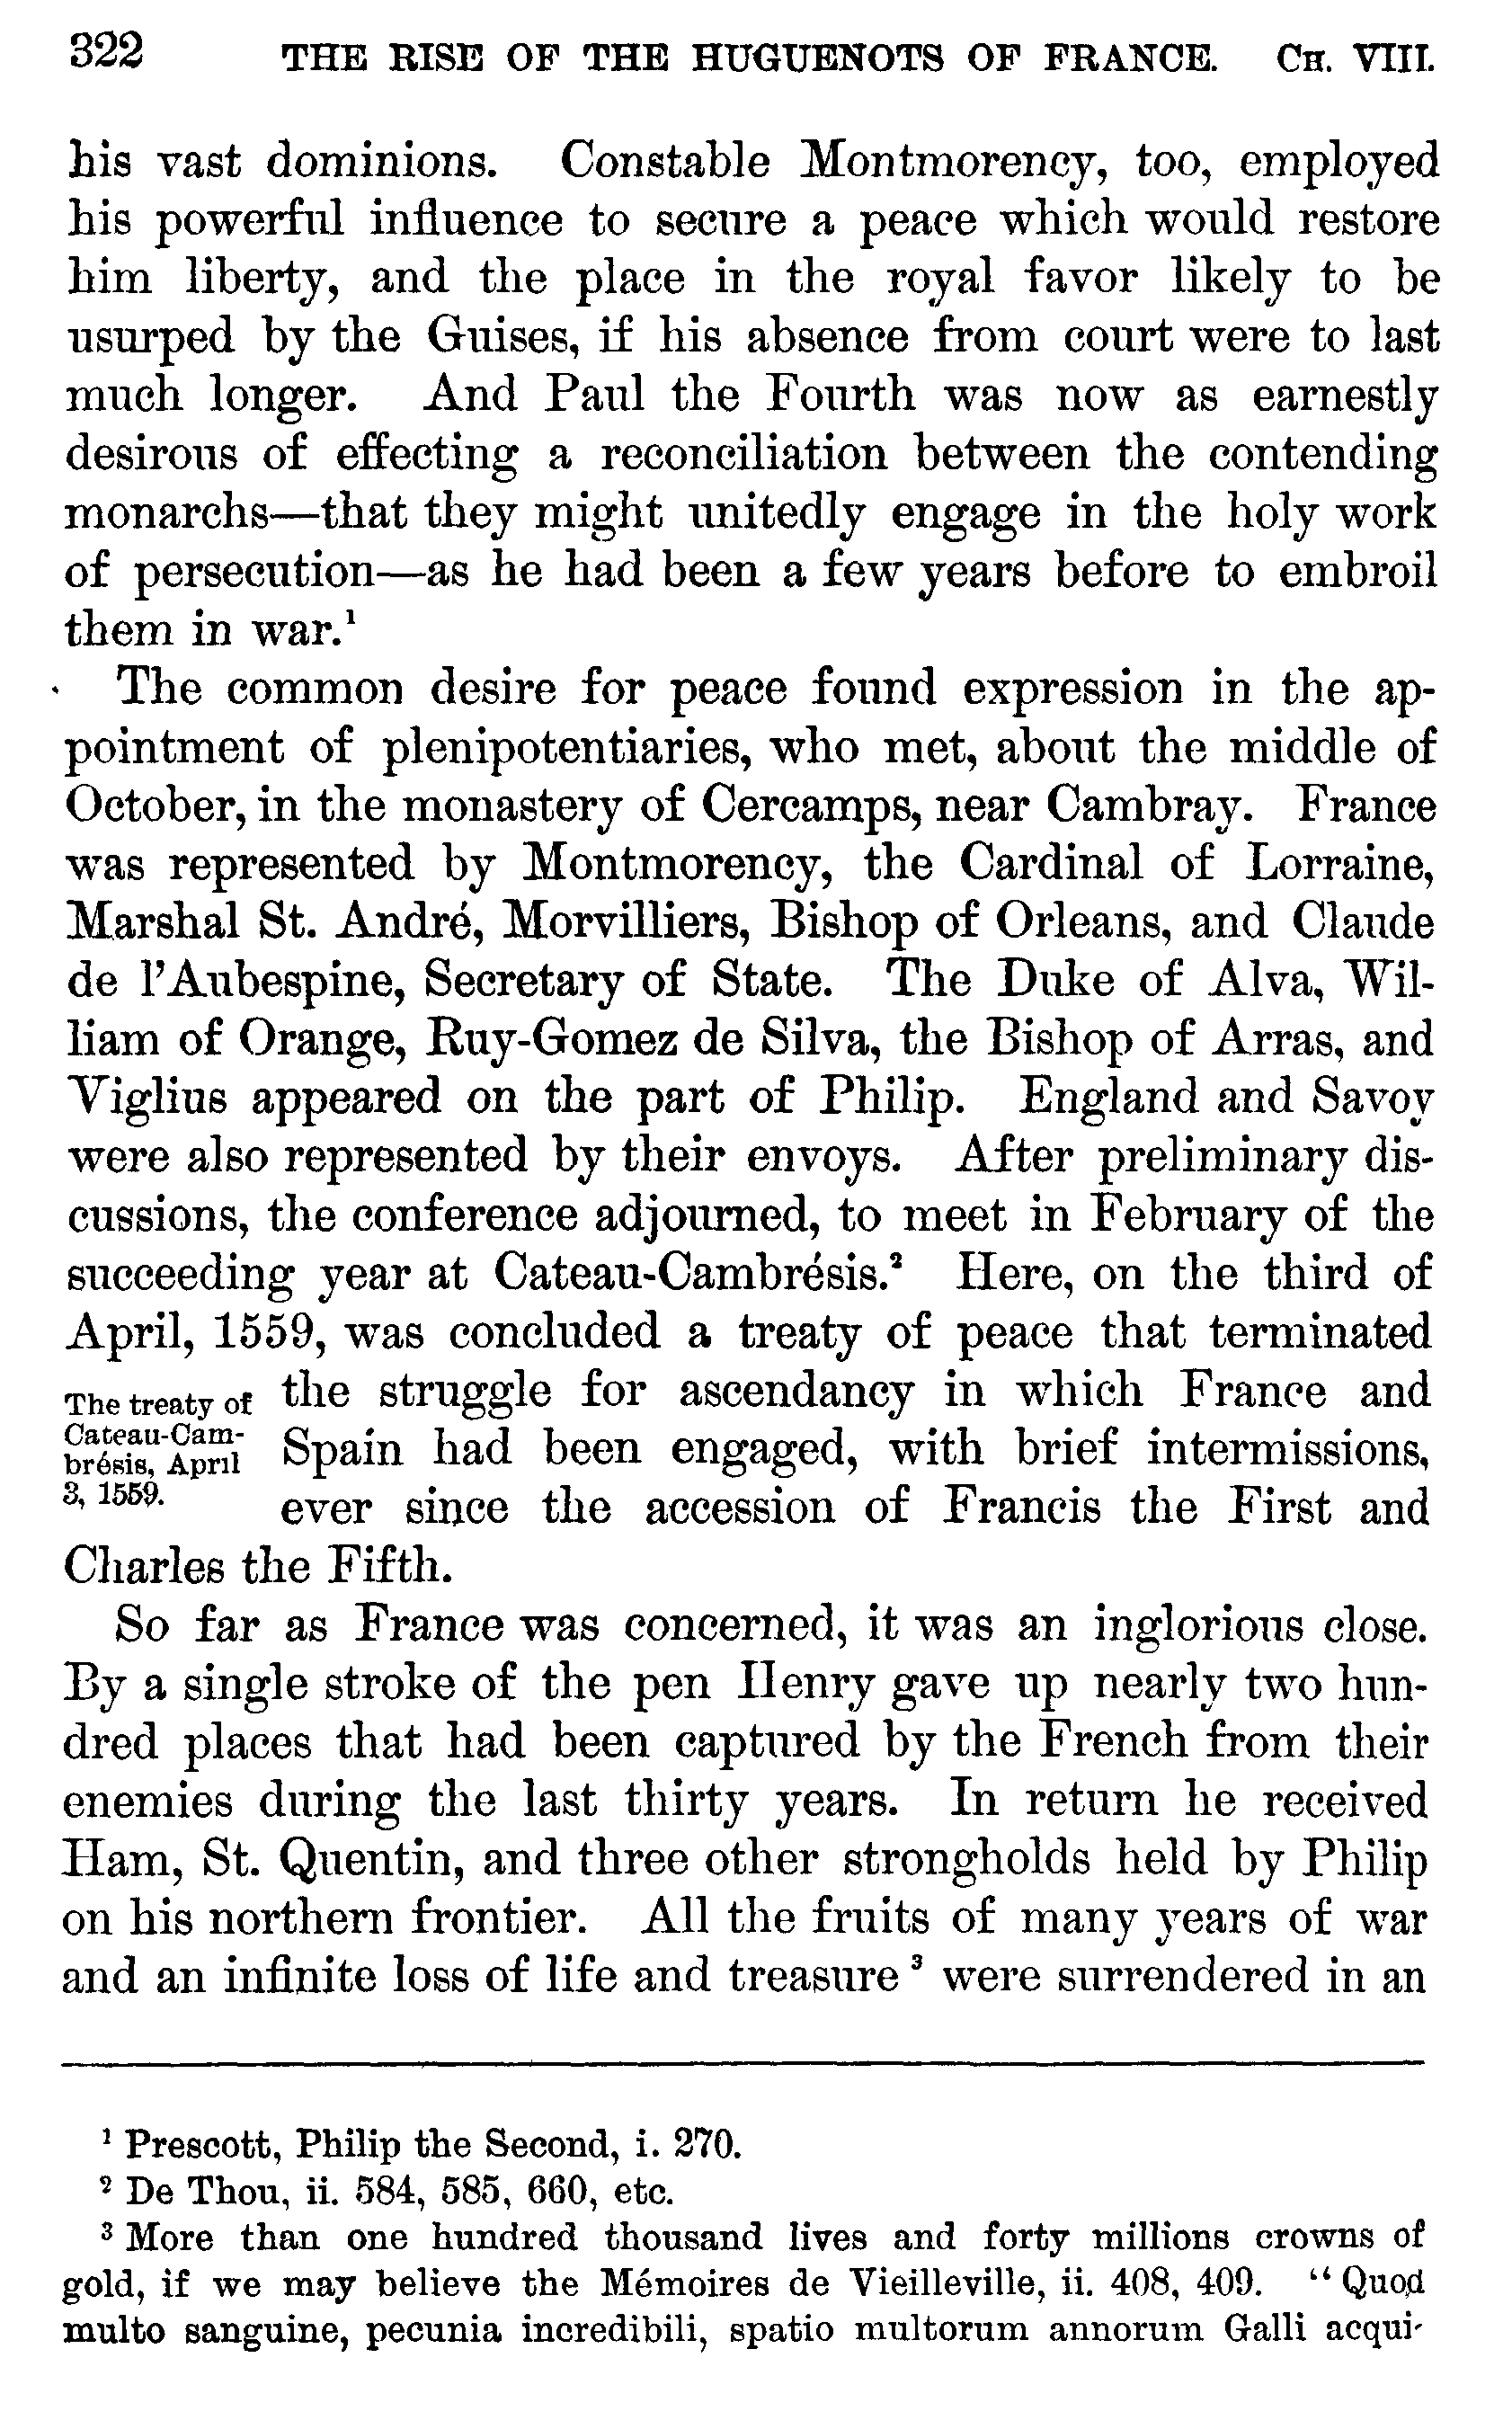 322 THE RISE OF THE HUGUENOTS OF FRANCE. CH. VIII.
his vast dominions. Constable Montmorency, too, employed
his powerful influence to secure a peace which would restore
him liberty, and the place in the royal favor likely to be
usurped by the Guises, if his absence from court were to last
much longer. And Paul the Fourth was now as earnestly
desirous of effecting a reconciliation between the contending
monarchs—that they might unitedly engage in the holy work
of persecution—as he had been a few years before to embroil
them in war.¹
The common desire for peace found expression in the ap-
pointment of plenipotentiaries, who met, about the middle of
October, in the monastery of Cercamps, near Cambray. France
was represented by Montmorency, the Cardinal of Lorraine,
Marshal St. André, Morvilliers, Bishop of Orleans, and Claude
de l'Aubespine, Secretary of State. The Duke of Alva, Wil-
liam of Orange, Ruy-Gomez de Silva, the Bishop of Arras, and
Viglius appeared on the part of Philip. England and Savoy
were also represented by their envoys. After preliminary dis-
cussions, the conference adjourned, to meet in February of the
succeeding year at Cateau-Cambrésis.² Here, on the third of
April, 1559, was concluded a treaty of peace that terminated
The treaty of
Cateau-Cam-
brésis, April
3, 1559.
the struggle for ascendancy in which France and
Spain had been engaged, with brief intermissions,
ever since the accession of Francis the First and
Charles the Fifth.
So far as France was concerned, it was an inglorious close.
By a single stroke of the pen Henry gave up nearly two hun-
dred places that had been captured by the French from their
enemies during the last thirty years. In return he received
Ham, St. Quentin, and three other strongholds held by Philip
on his northern frontier. All the fruits of many years of war
and an infinite loss of life and treasure ³ were surrendered in an
¹ Prescott, Philip the Second, i. 270.
² De Thou, ii. 584, 585, 660, etc.
³ More than one hundred thousand lives and forty millions crowns of
gold, if we may believe the Mémoires de Vieilleville, ii. 408, 409. "Quod
multo sanguine, pecunia incredibili, spatio multorum annorum Galli acqui-